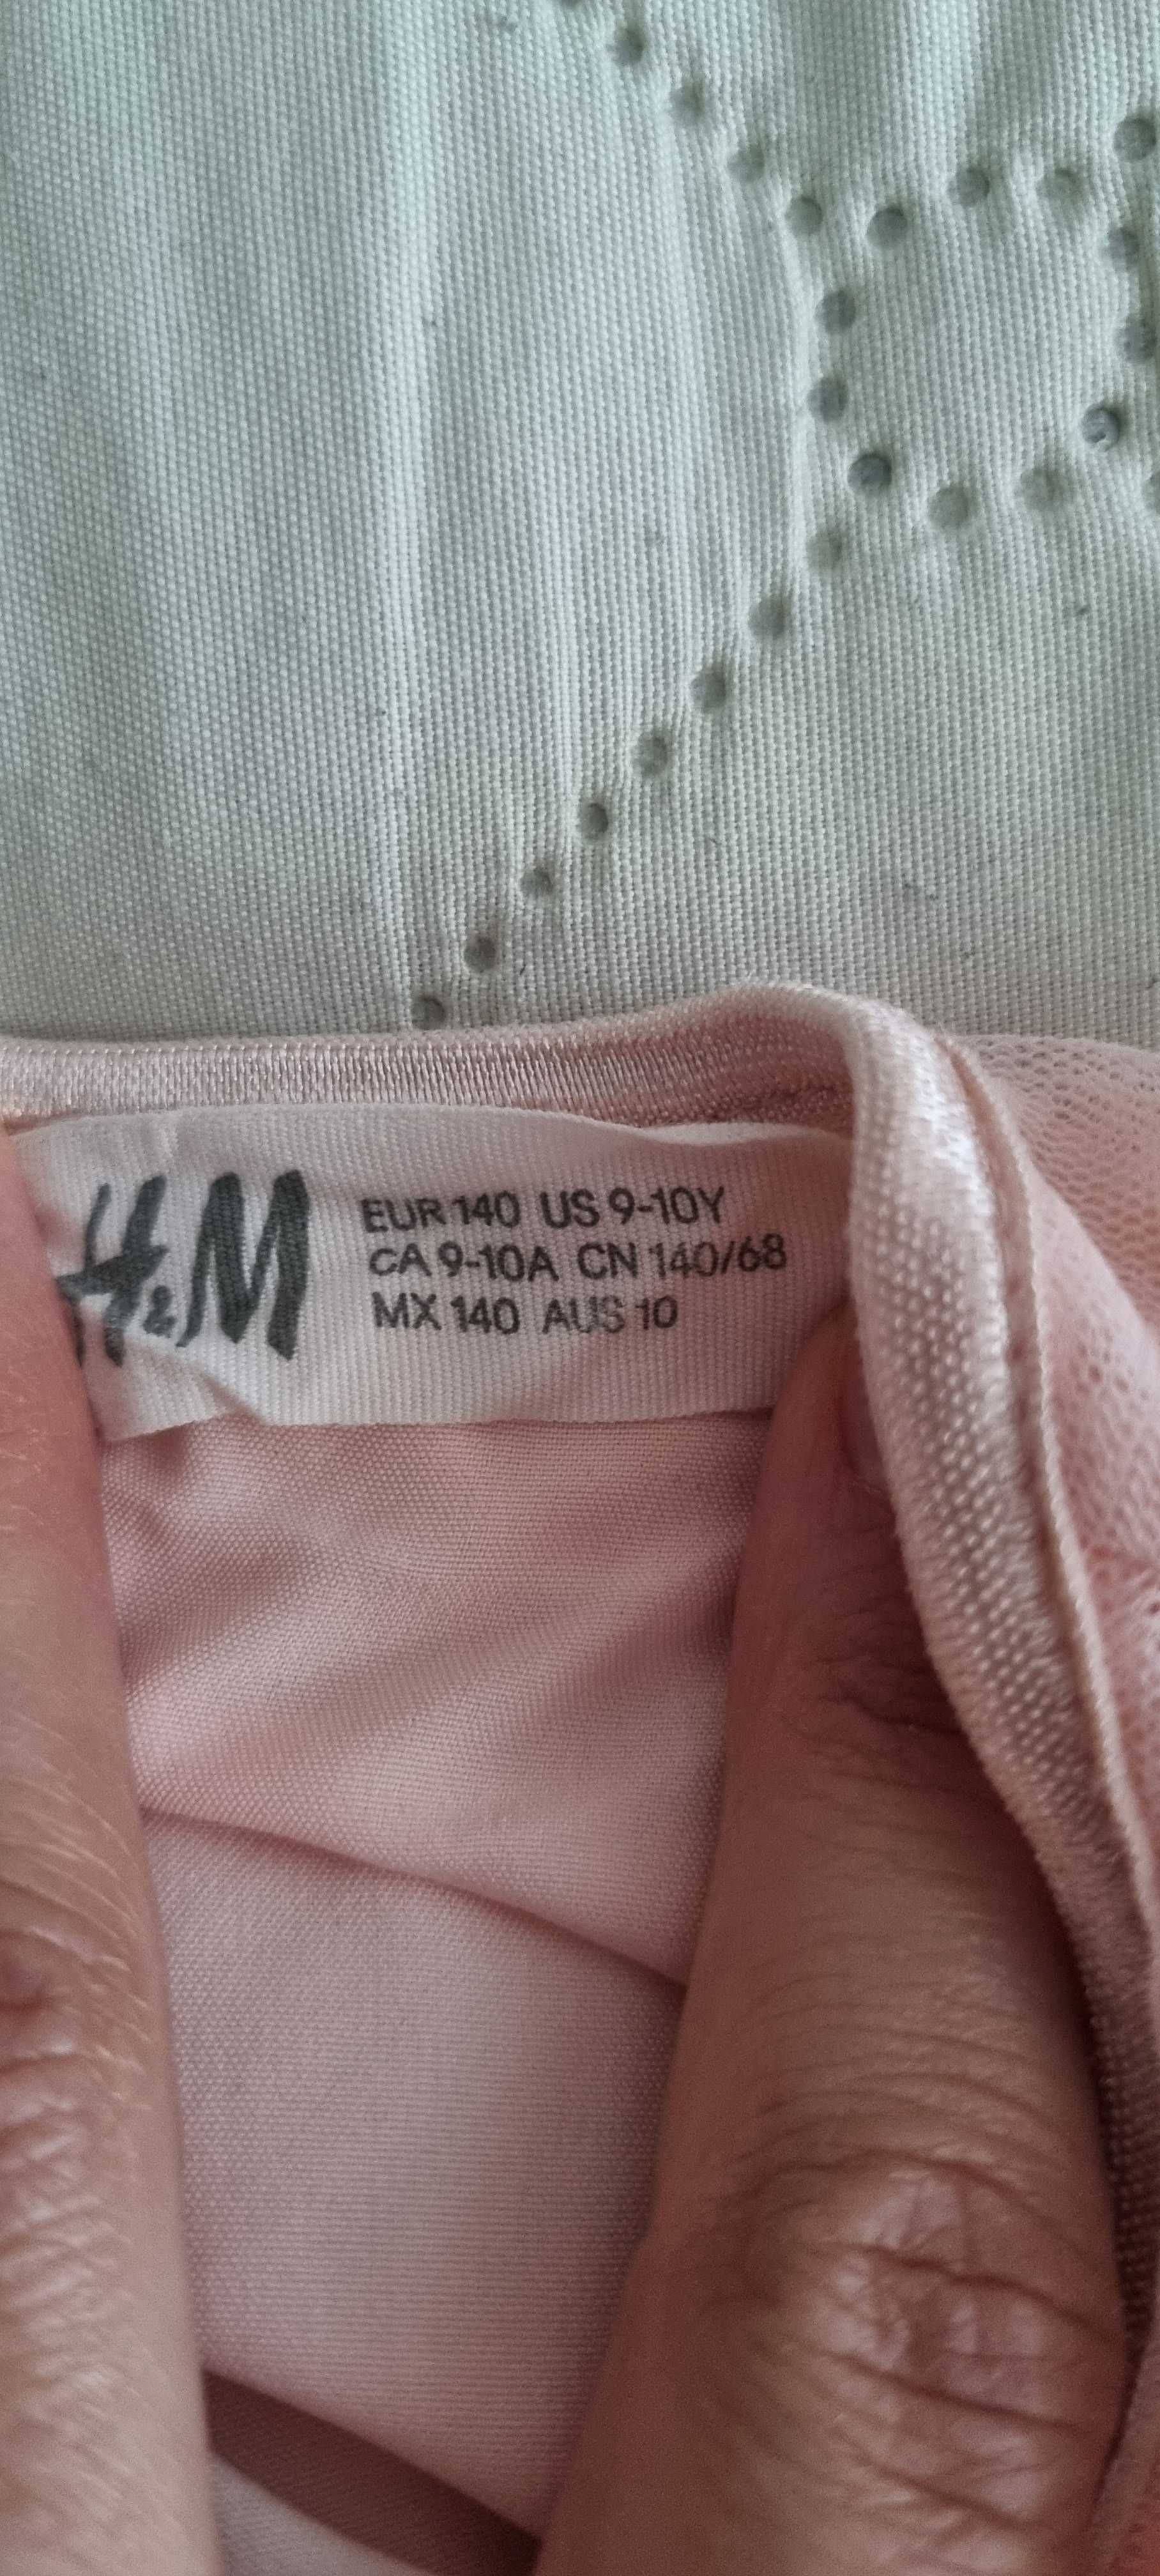 H&M
EUR 140 US 9-10Y
CA 9-10A CN 140/68
MX 140 AUS 10